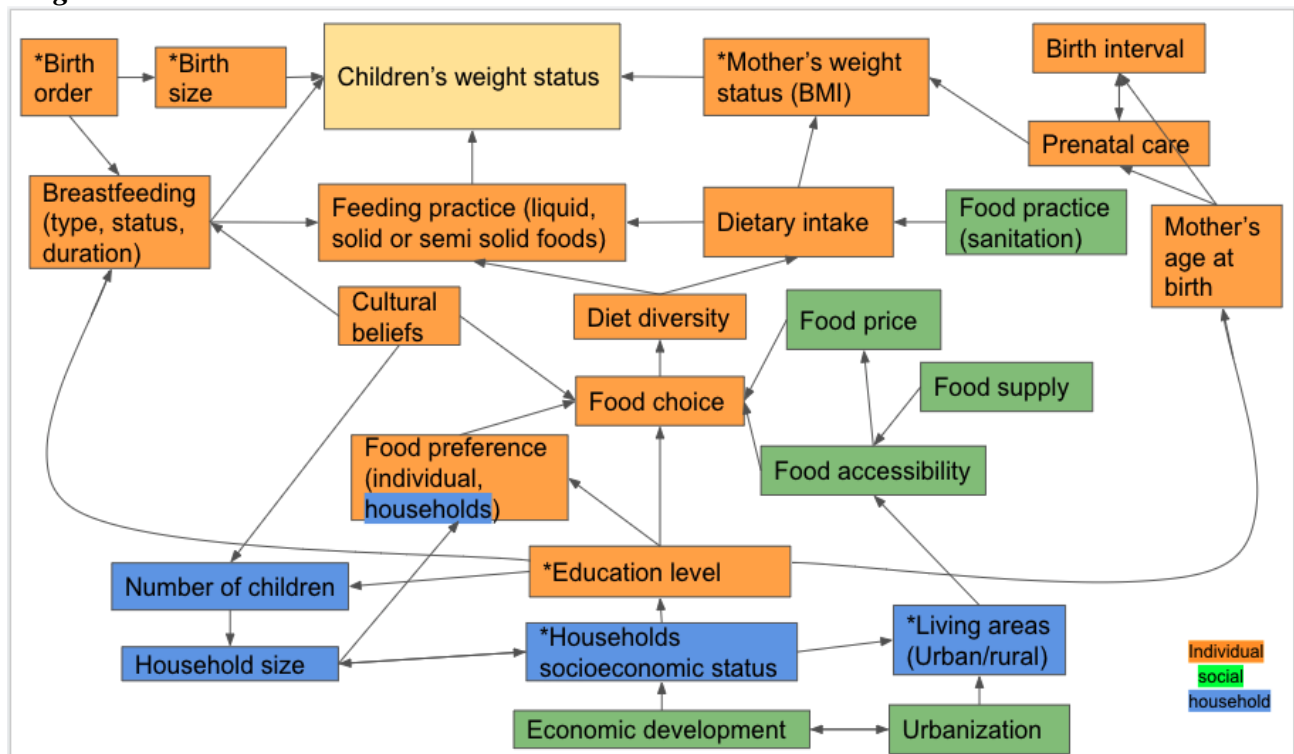 *Birth
order
*Birth
size
Children's weight status
*Mother's weight
status (BMI)
Birth interval
Prenatal care
Breastfeeding
(type, status,
duration)
Feeding practice (liquid,
solid or semi solid foods)
Dietary intake
Food practice
(sanitation)
Mother's
age at
birth
Cultural
beliefs
Diet diversity
Food price
Food choice
Food supply
Food preference
(individual,
households)
Food accessibility
Number of children
*Education level
Household size
*Households
socioeconomic status
*Living areas
(Urban/rural)
Economic development
Urbanization
Individual
social
household